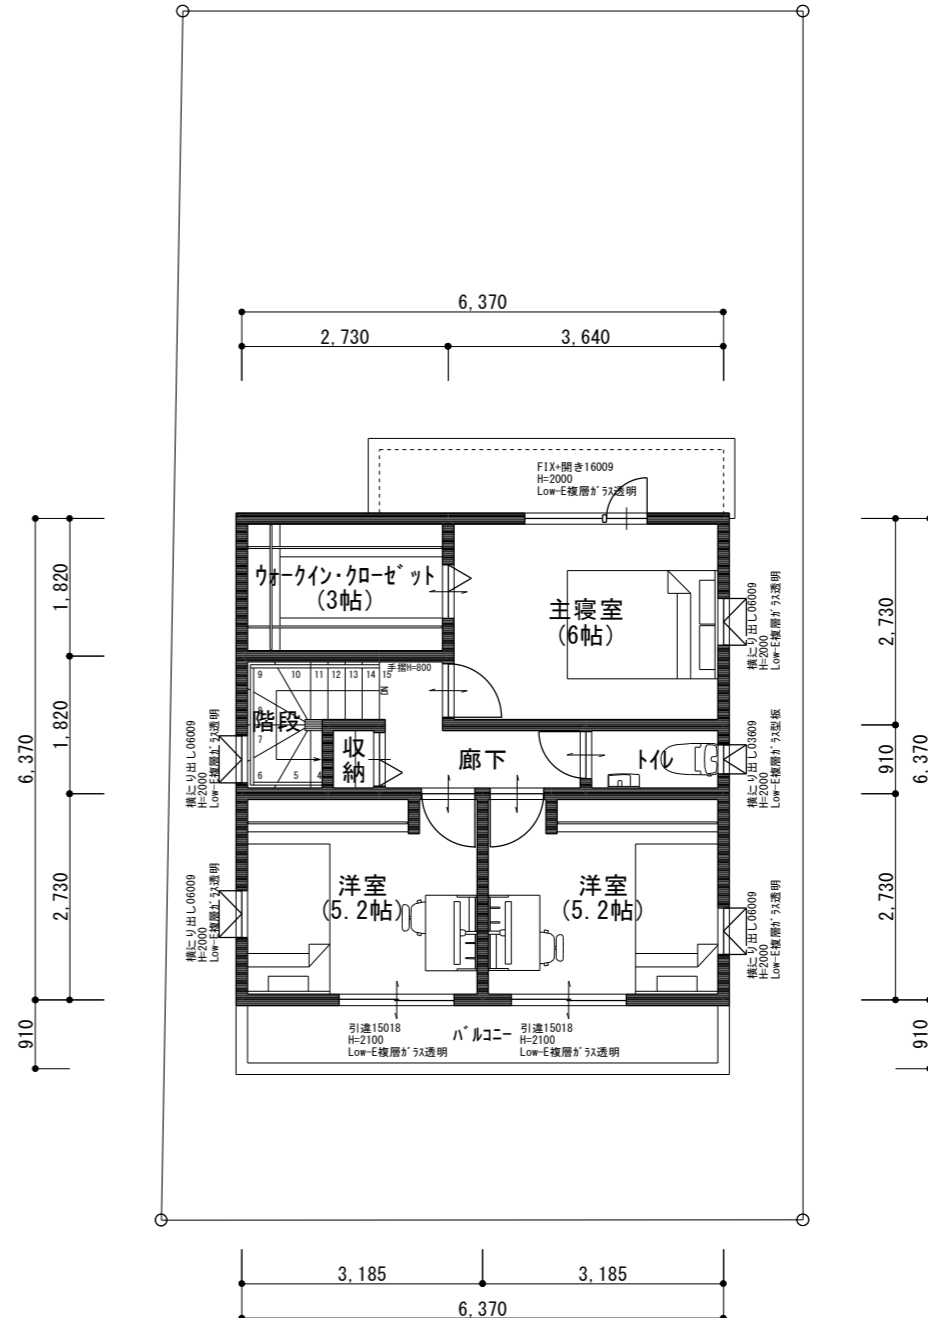 6,370
2,730
3,640
FIX+開き16009
H=2000
Low-E複層ガラス透明
1,820
1,820
2,730
6,370
910
ウォークイン・クローゼット
(3帖)
主寝室
(6帖)
横辷り出し06009
H=2000
Low-E複層ガラス透明
2,730
910
2,730
6,370
910
手摺H=800
9
10
11
12
13
14
15
DN
階段
7
6
5
4
収
納
廊下
トイレ
横辷り出し03609
H=2000
Low-E複層ガラス型板
横辷り出し06009
H=2000
Low-E複層ガラス透明
横辷り出し06009
H=2000
Low-E複層ガラス透明
洋室
(5.2帖)
洋室
(5.2帖)
横辷り出し06009
H=2000
Low-E複層ガラス透明
引違15018
H=2100
Low-E複層ガラス透明
バルコニー
引違15018
H=2100
Low-E複層ガラス透明
3,185
3,185
6,370